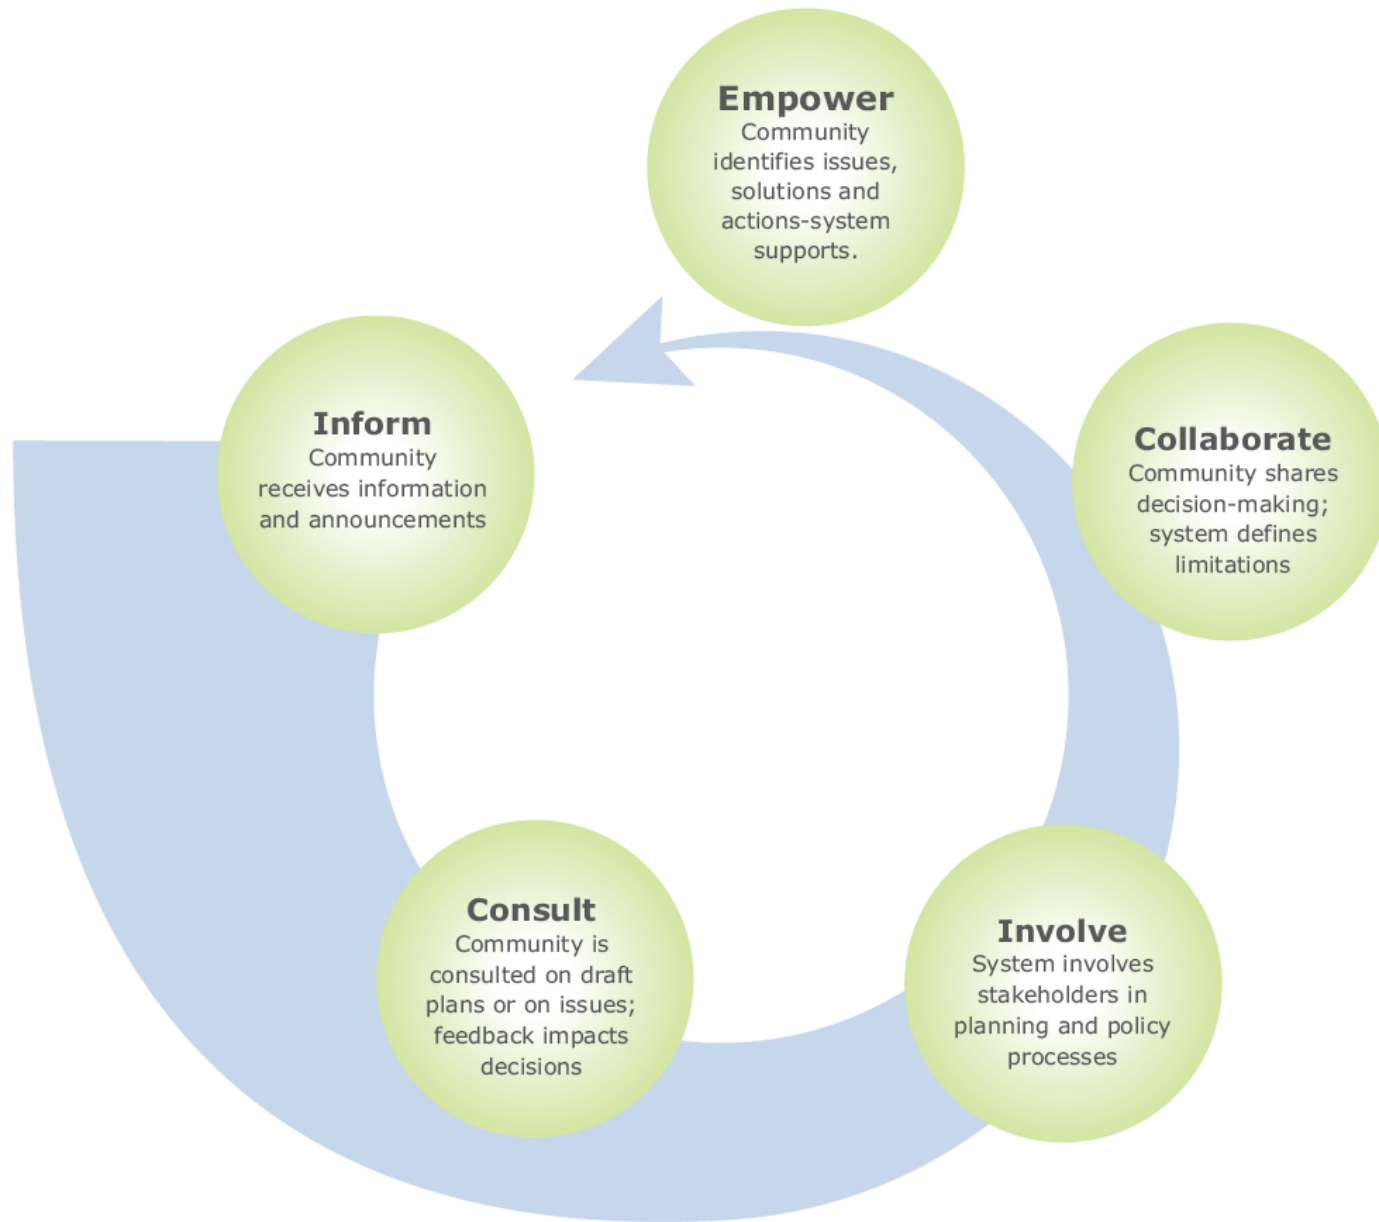 Empower
Community
identifies issues,
solutions and
actions-system
supports.
Inform
Community
receives information
and announcements
Collaborate
Community shares
decision-making;
system defines
limitations
Consult
Community is
consulted on draft
plans or on issues;
feedback impacts
decisions
Involve
System involves
stakeholders in
planning and policy
processes